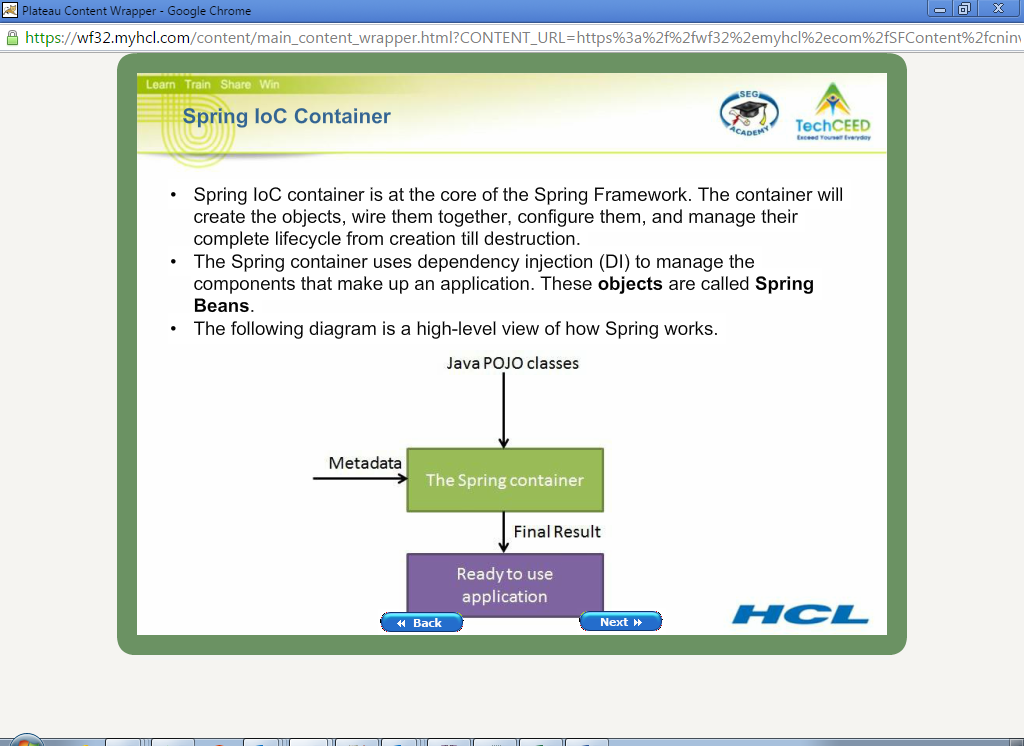 Plateau Content Wrapper - Google Chrome
https://wf32.myhcl.com/content/main_content_wrapper.html?CONTENT_URL=https%3a%2f%2fwf32%2emyhcl%2ecom%2fSFContent%2fcninv
Learn Train Share Win
Spring IoC Container
SEG
ACADEMY
TechCEED
Exceed Yourself Everyday
• Spring IoC container is at the core of the Spring Framework. The container will
create the objects, wire them together, configure them, and manage their
complete lifecycle from creation till destruction.
• The Spring container uses dependency injection (DI) to manage the
components that make up an application. These objects are called Spring
Beans.
• The following diagram is a high-level view of how Spring works.
Java POJO classes
Metadata
The Spring container
Final Result
Ready to use
application
Back
Next
HCL